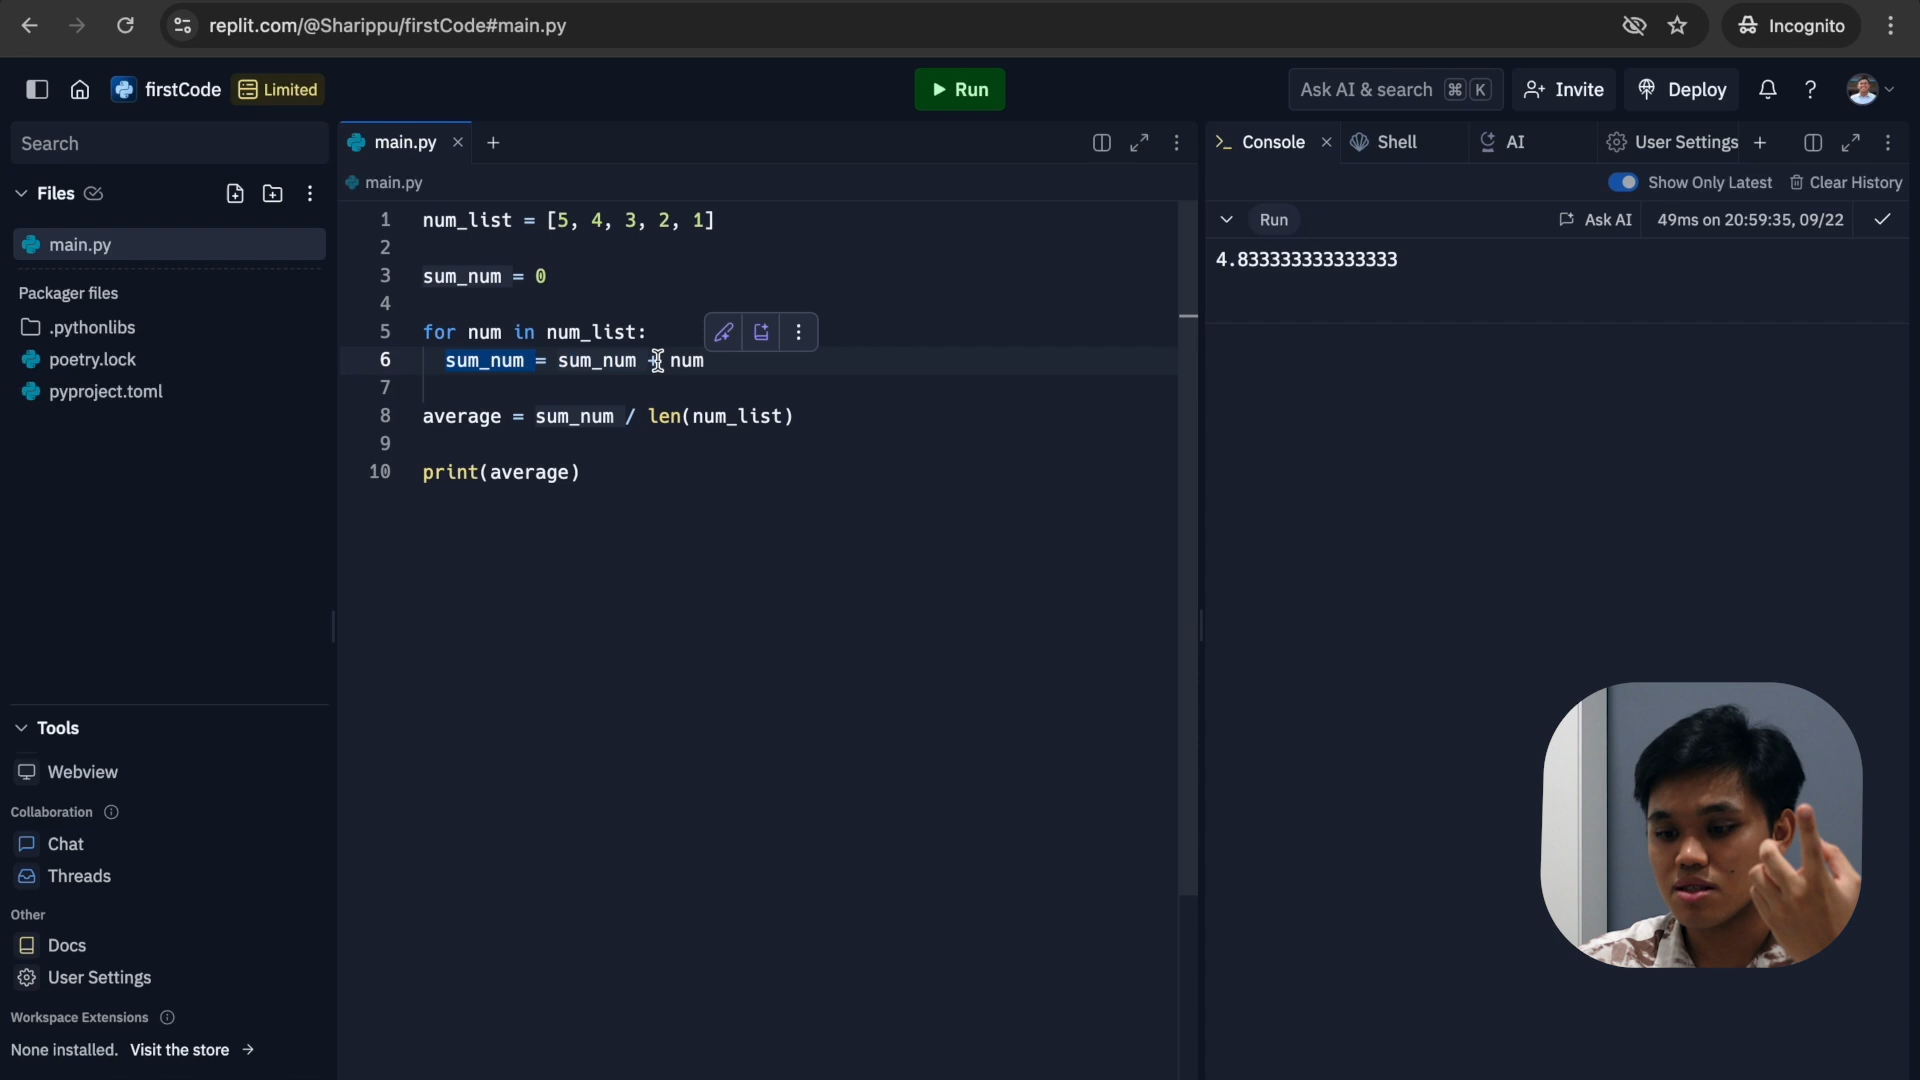 replit.com/@Sharippu/firstCode#main.py
Incognito
firstCode
Limited
Run
Ask AI & search ⌘ K
Invite
Deploy
Search
Files
main.py
Packager files
.pythonlibs
poetry.lock
pyproject.toml
Tools
Webview
Collaboration
Chat
Threads
Other
Docs
User Settings
Workspace Extensions
None installed. Visit the store →
main.py
main.py
1 num_list = [5, 4, 3, 2, 1]
2
3 sum_num = 0
4
5 for num in num_list:
6 sum_num = sum_num + num
7
8 average = sum_num / len(num_list)
9
10 print(average)
Console
Shell
AI
User Settings
Show Only Latest
Clear History
Run
Ask AI
49ms on 20:59:35, 09/22
4.833333333333333